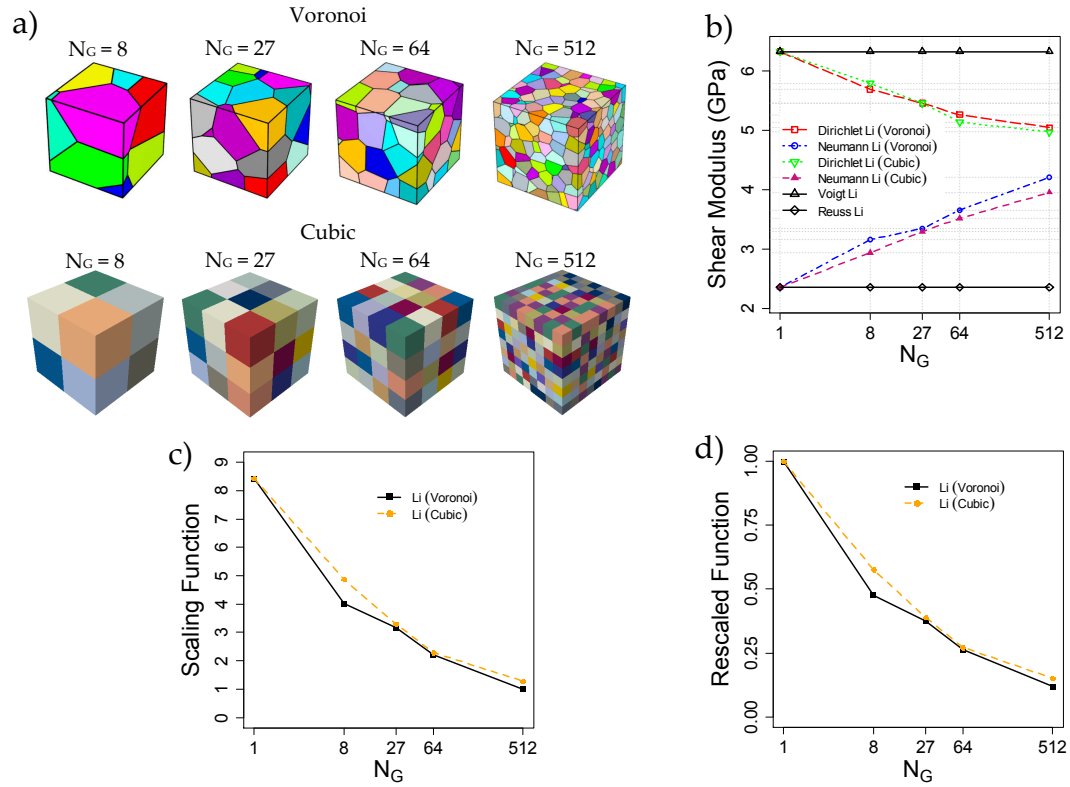 a)
Voronoi
NG = 8
NG = 27
NG = 64
NG = 512
Cubic
NG = 8
NG = 27
NG = 64
NG = 512
b)
Shear Modulus (GPa)
6
5
4
3
2
Dirichlet Li (Voronoi)
Neumann Li (Voronoi)
Dirichlet Li (Cubic)
Neumann Li (Cubic)
Voigt Li
Reuss Li
1
8
27
64
512
NG
c)
Scaling Function
9
8
7
6
5
4
3
2
1
0
Li (Voronoi)
Li (Cubic)
1
8
27
64
512
NG
d)
Rescaled Function
1.00
0.75
0.50
0.25
0.00
Li (Voronoi)
Li (Cubic)
1
8
27
64
512
NG